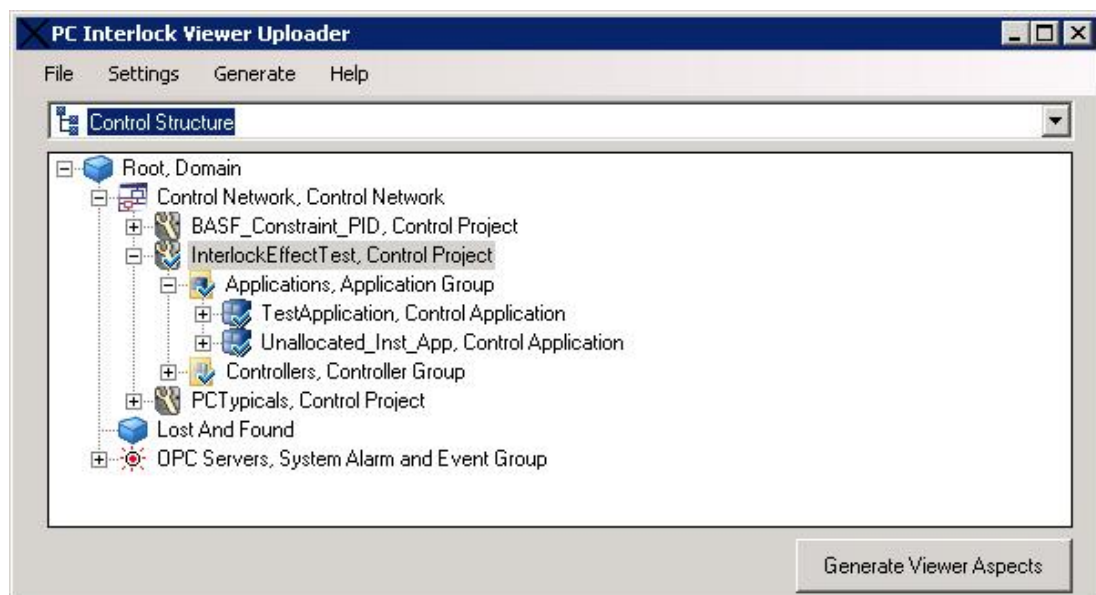 PC Interlock Viewer Uploader
File Settings Generate Help
Control Structure
Root, Domain
Control Network, Control Network
BASF_Constraint_PID, Control Project
InterlockEffectTest, Control Project
Applications, Application Group
TestApplication, Control Application
Unallocated_Inst_App, Control Application
Controllers, Controller Group
PCTypicals, Control Project
Lost And Found
OPC Servers, System Alarm and Event Group
Generate Viewer Aspects